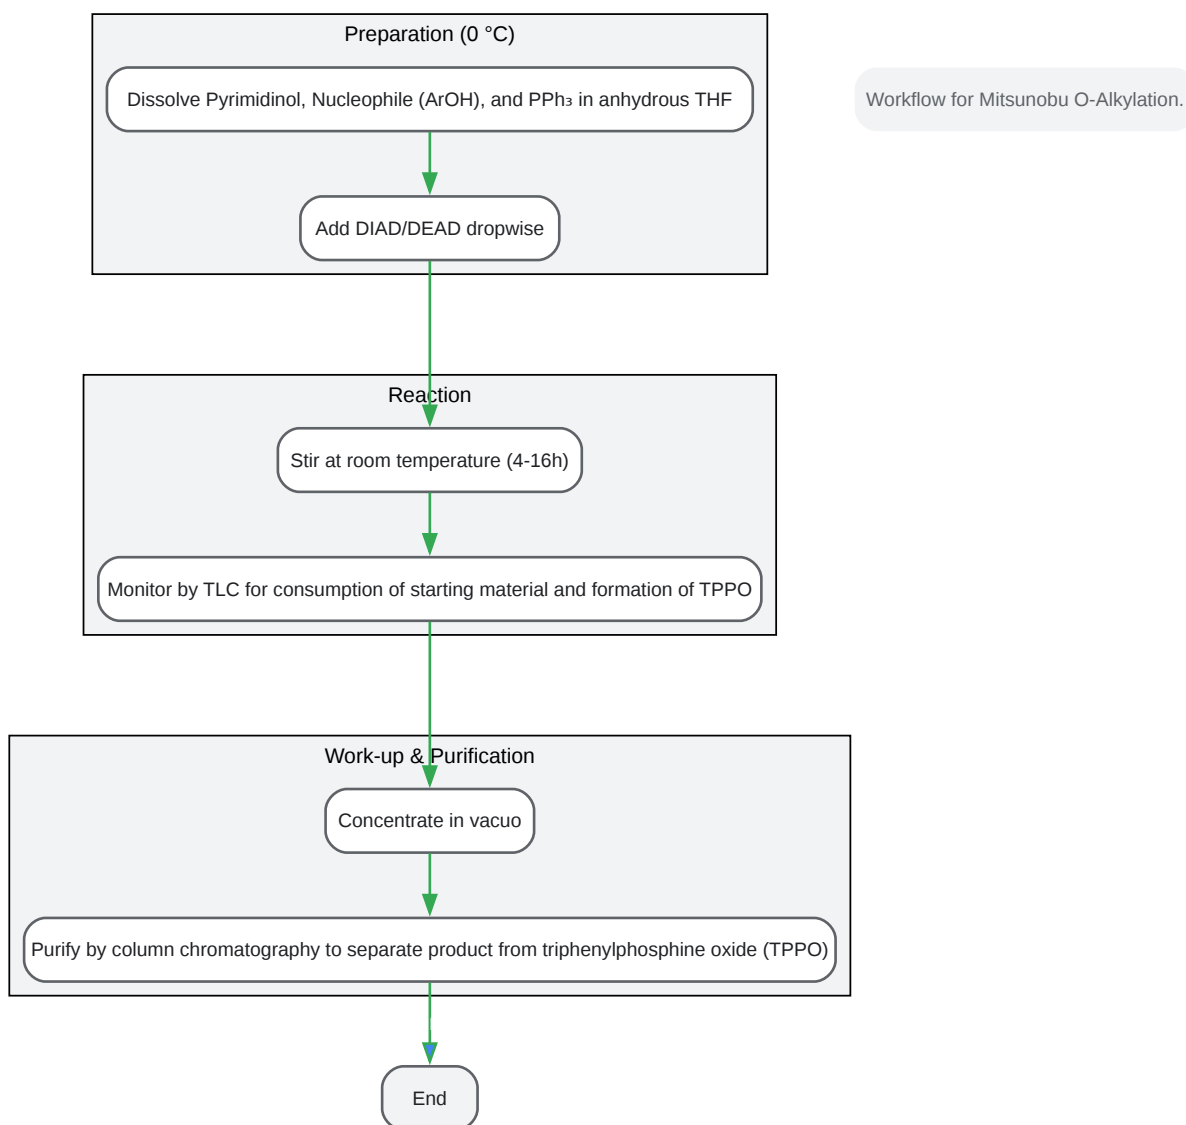 Preparation (0 °C)
Dissolve Pyrimidinol, Nucleophile (ArOH), and PPh₃ in anhydrous THF
Workflow for Mitsunobu O-Alkylation.
Add DIAD/DEAD dropwise
Reaction
Stir at room temperature (4-16h)
Monitor by TLC for consumption of starting material and formation of TPPO
Work-up & Purification
Concentrate in vacuo
Purify by column chromatography to separate product from triphenylphosphine oxide (TPPO)
End